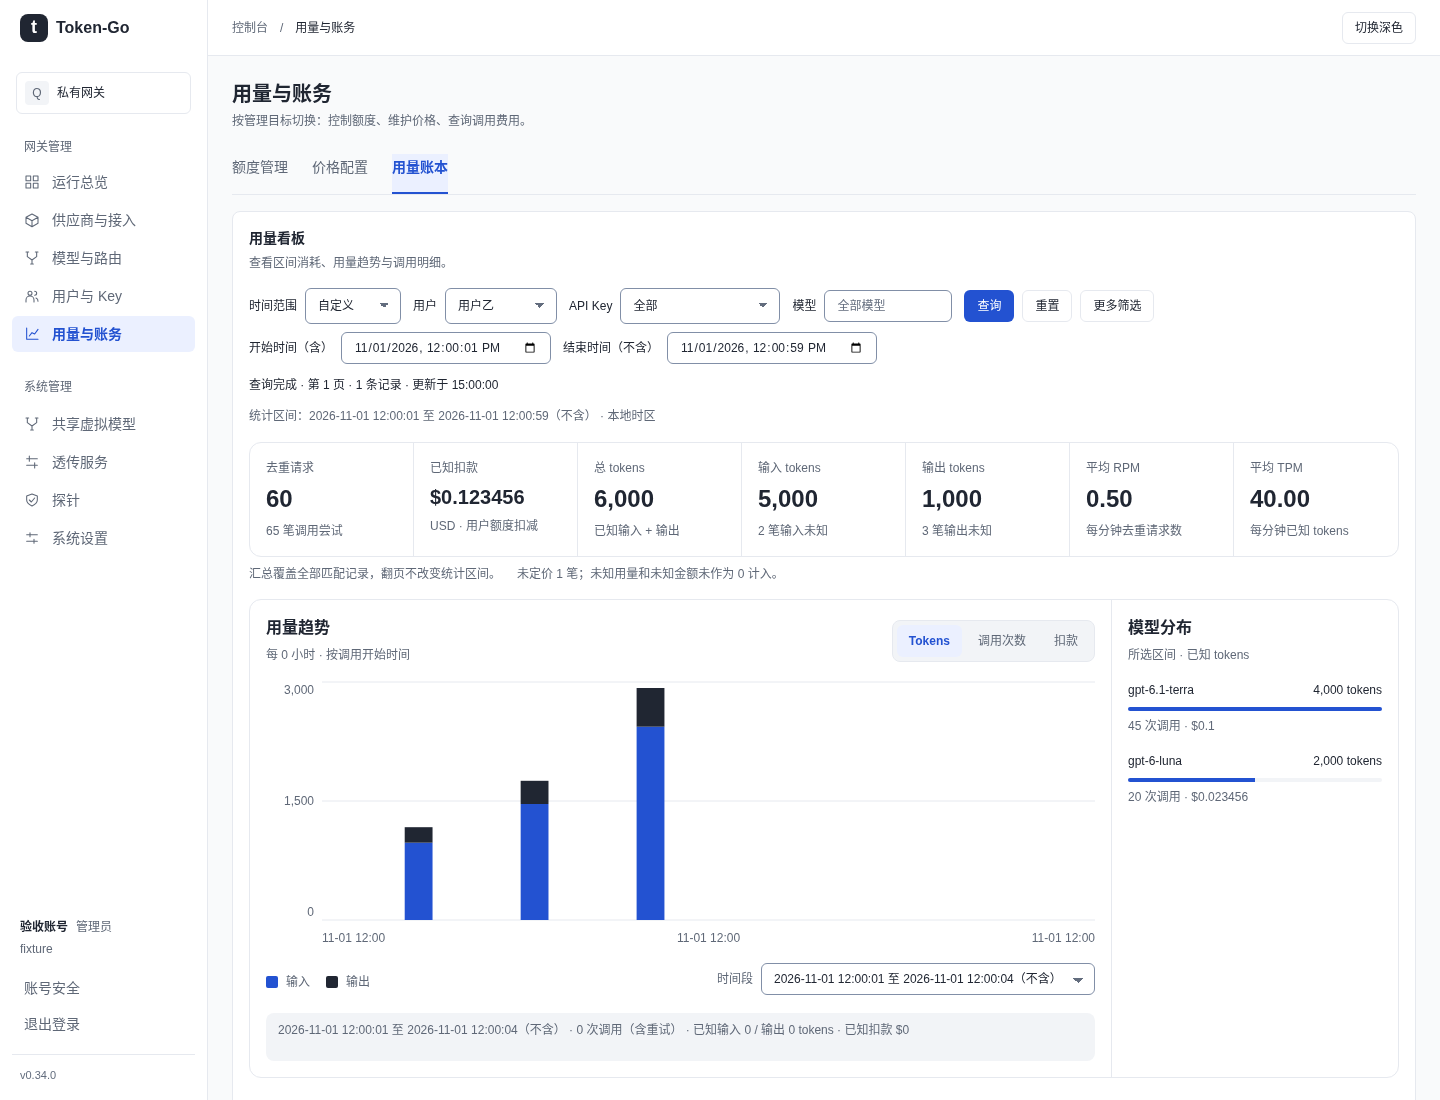 t Token-Go
Q 私有网关
网关管理
运行总览
供应商与接入
模型与路由
用户与 Key
用量与账务
系统管理
共享虚拟模型
透传服务
探针
系统设置
验收账号 管理员
fixture
账号安全
退出登录
v0.34.0
控制台 / 用量与账务
切换深色
用量与账务
按管理目标切换：控制额度、维护价格、查询调用费用。
额度管理 价格配置 用量账本
用量看板
查看区间消耗、用量趋势与调用明细。
时间范围 自定义 用户 用户乙 API Key 全部 模型 全部模型 查询 重置 更多筛选
开始时间（含） 11/01/2026, 12:00:01 PM 结束时间（不含） 11/01/2026, 12:00:59 PM
查询完成 · 第 1 页 · 1 条记录 · 更新于 15:00:00
统计区间：2026-11-01 12:00:01 至 2026-11-01 12:00:59（不含） · 本地时区
去重请求
60
65 笔调用尝试
已知扣款
$0.123456
USD · 用户额度扣减
总 tokens
6,000
已知输入 + 输出
输入 tokens
5,000
2 笔输入未知
输出 tokens
1,000
3 笔输出未知
平均 RPM
0.50
每分钟去重请求数
平均 TPM
40.00
每分钟已知 tokens
汇总覆盖全部匹配记录，翻页不改变统计区间。 未定价 1 笔；未知用量和未知金额未作为 0 计入。
用量趋势
每 0 小时 · 按调用开始时间
Tokens 调用次数 扣款
3,000
1,500
0
11-01 12:00 11-01 12:00 11-01 12:00
输入 输出
时间段 2026-11-01 12:00:01 至 2026-11-01 12:00:04（不含）
2026-11-01 12:00:01 至 2026-11-01 12:00:04（不含） · 0 次调用（含重试） · 已知输入 0 / 输出 0 tokens · 已知扣款 $0
模型分布
所选区间 · 已知 tokens
gpt-6.1-terra 4,000 tokens
45 次调用 · $0.1
gpt-6-luna 2,000 tokens
20 次调用 · $0.023456